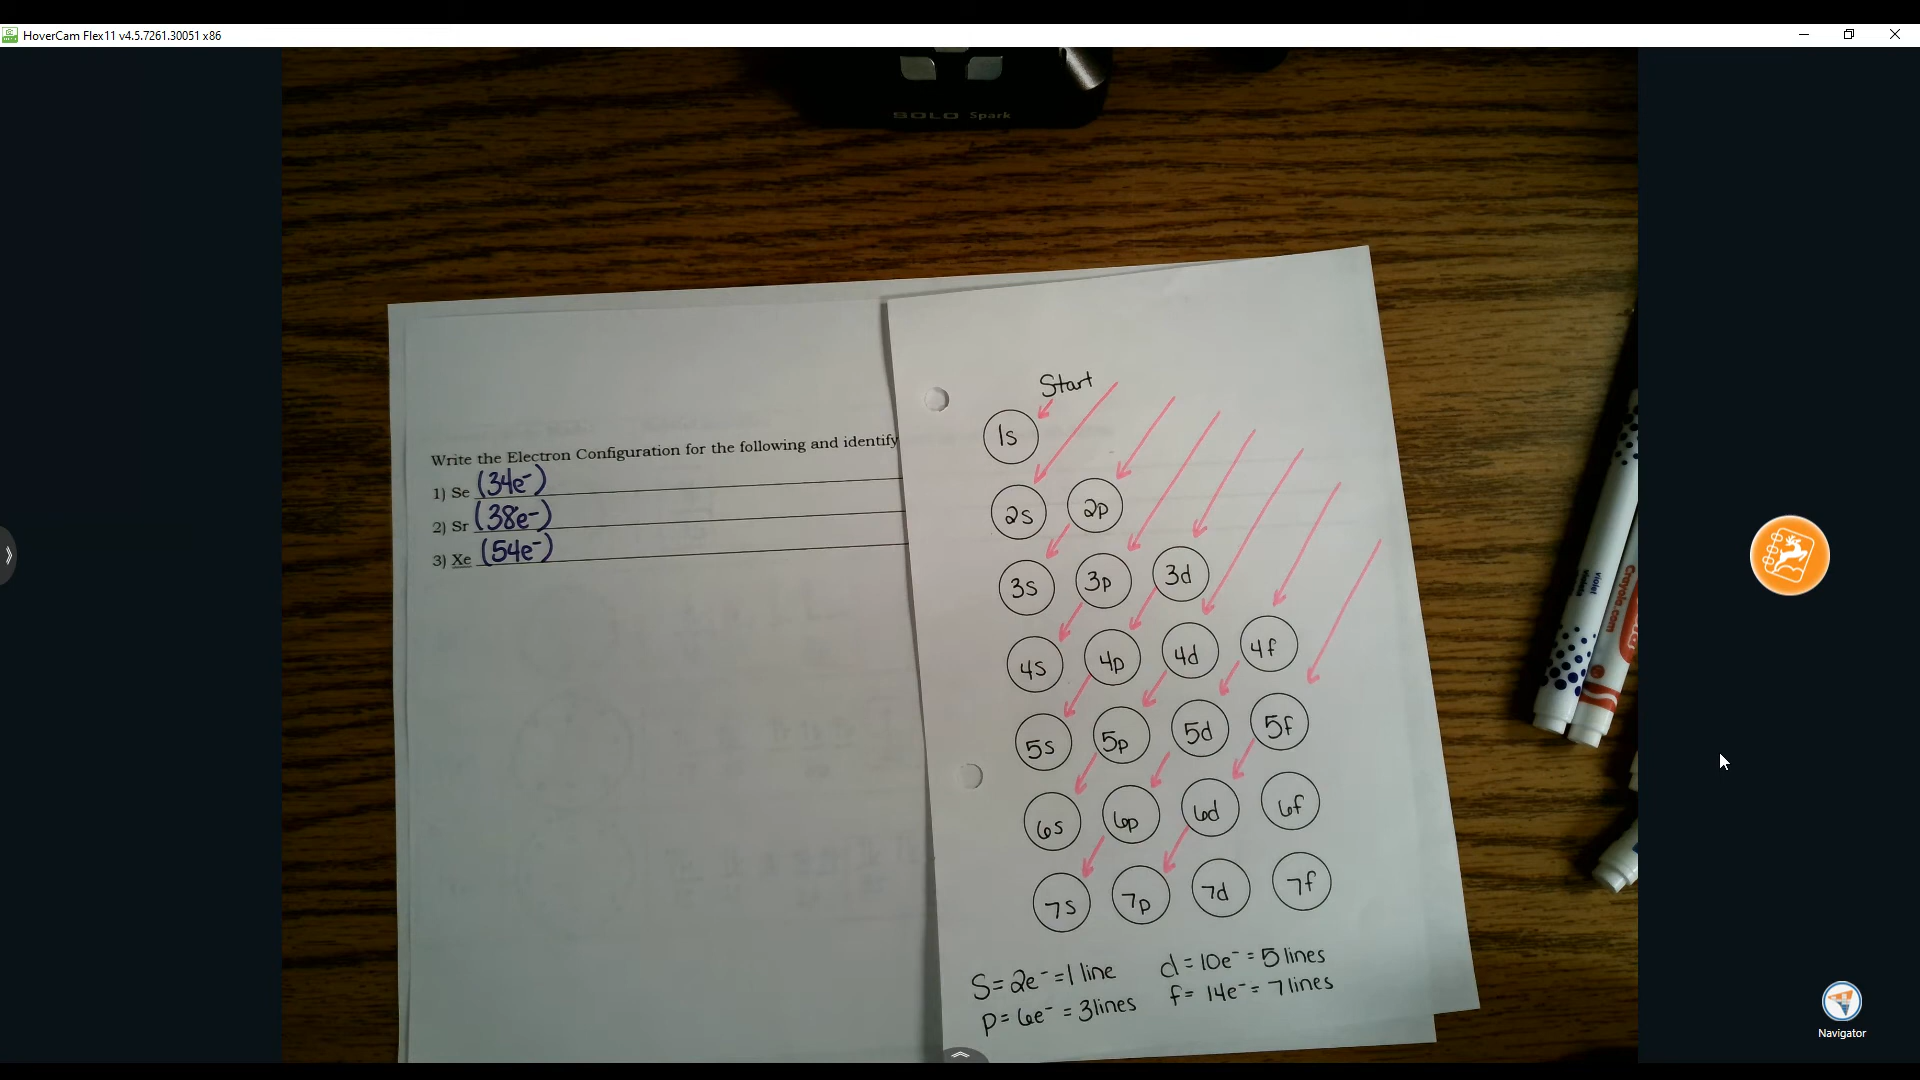 HoverCam Flex11 v4.5.7261.30051 x86
SOLO Spark
Write the Electron Configuration for the following and identify
1) Se (34e⁻)
2) Sr (38e⁻)
3) Xe (54e⁻)
Start
1s
2s 2p
3s 3p 3d
4s 4p 4d 4f
5s 5p 5d 5f
6s 6p 6d 6f
7s 7p 7d 7f
S=2e⁻=1 line
p=6e⁻=3 lines
d=10e⁻=5 lines
f=14e⁻=7 lines
violet
Crayola.com
Navigator